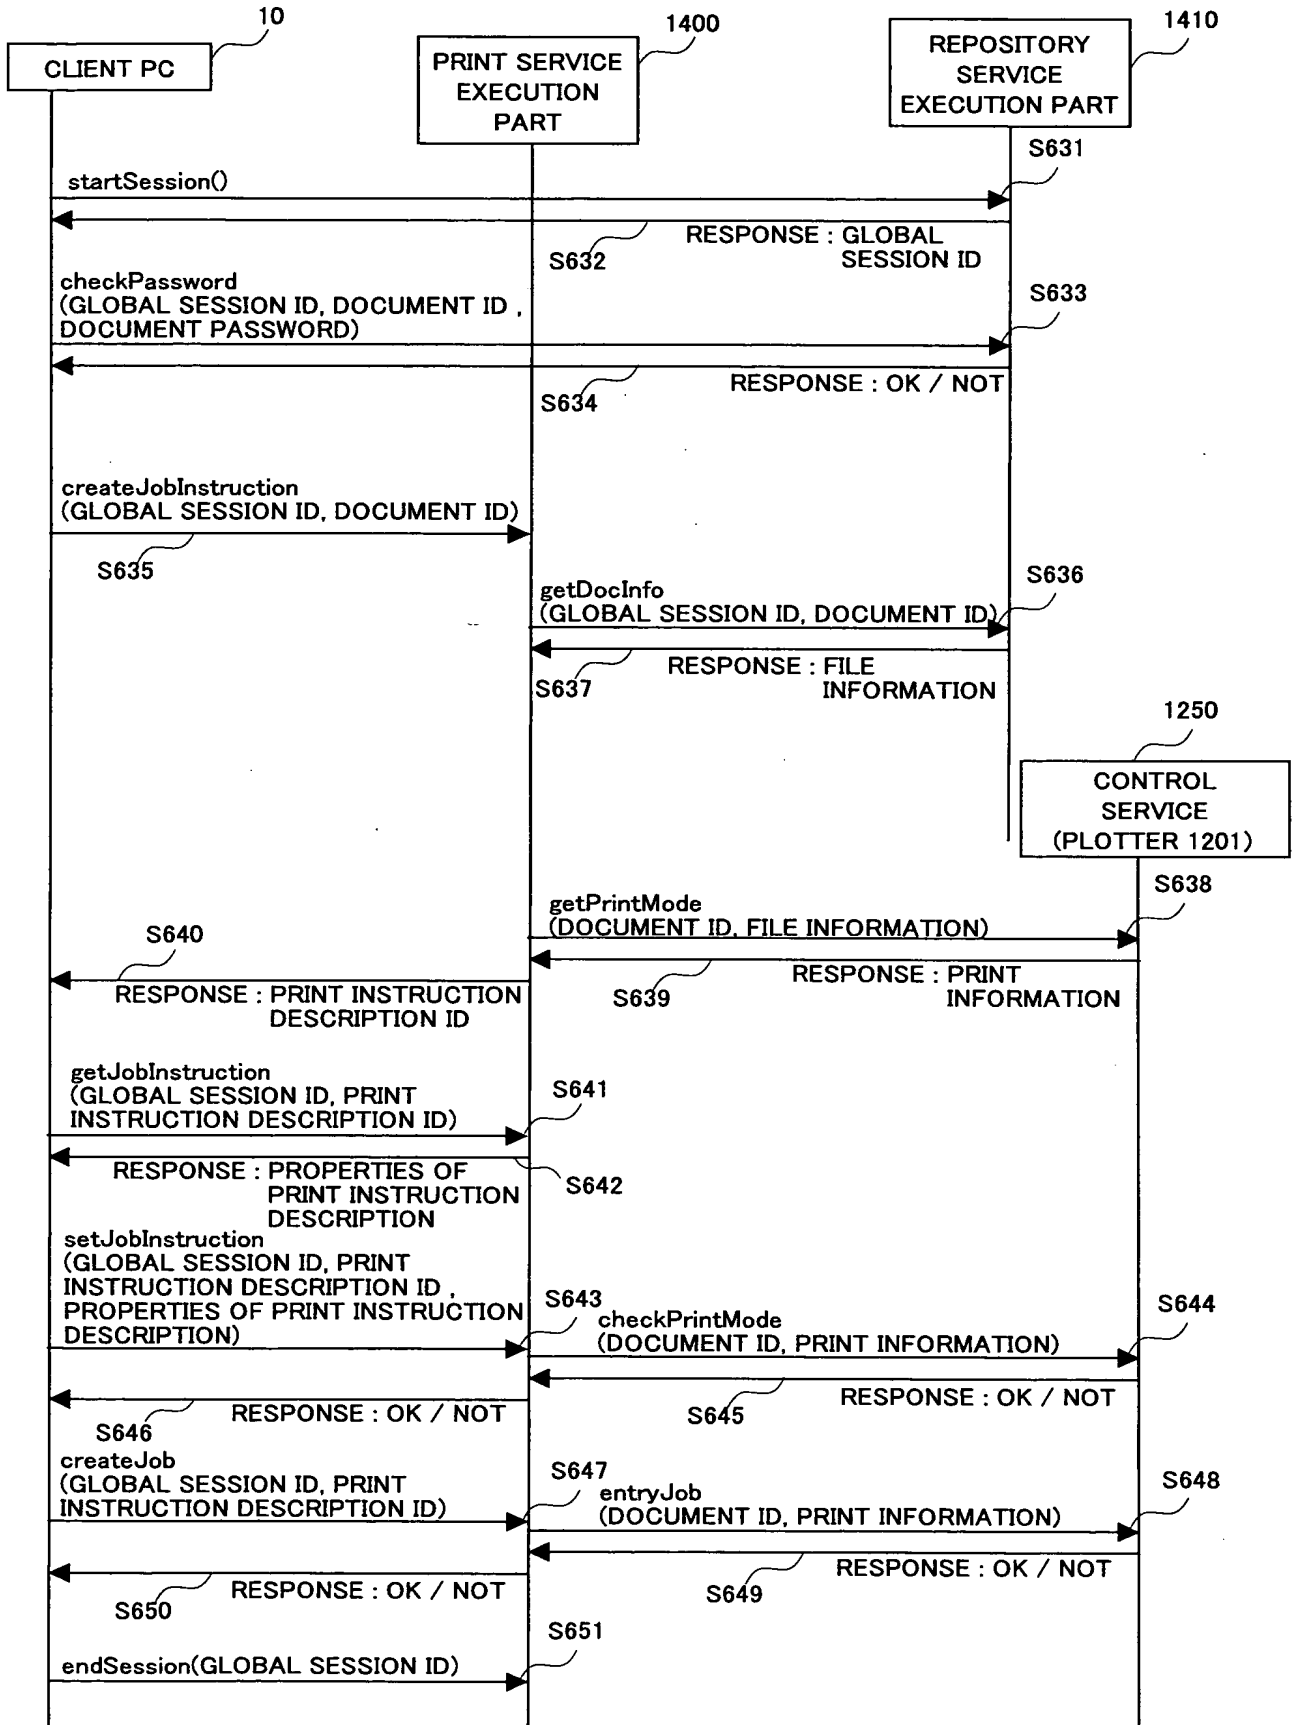 10
1400
1410
CLIENT PC
PRINT SERVICE
EXECUTION
PART
REPOSITORY
SERVICE
EXECUTION PART
S631
startSession()
RESPONSE : GLOBAL
SESSION ID
S632
checkPassword
(GLOBAL SESSION ID, DOCUMENT ID ,
DOCUMENT PASSWORD)
S633
RESPONSE : OK / NOT
S634
createJobInstruction
(GLOBAL SESSION ID, DOCUMENT ID)
S635
getDocInfo
(GLOBAL SESSION ID, DOCUMENT ID)
S636
RESPONSE : FILE
INFORMATION
S637
1250
CONTROL
SERVICE
(PLOTTER 1201)
S638
getPrintMode
(DOCUMENT ID, FILE INFORMATION)
S640
RESPONSE : PRINT
INFORMATION
S639
RESPONSE : PRINT INSTRUCTION
DESCRIPTION ID
getJobInstruction
(GLOBAL SESSION ID, PRINT
INSTRUCTION DESCRIPTION ID)
S641
RESPONSE : PROPERTIES OF
PRINT INSTRUCTION
DESCRIPTION
S642
setJobInstruction
(GLOBAL SESSION ID, PRINT
INSTRUCTION DESCRIPTION ID ,
PROPERTIES OF PRINT INSTRUCTION
DESCRIPTION)
S643
checkPrintMode
(DOCUMENT ID, PRINT INFORMATION)
S644
RESPONSE : OK / NOT
S645
RESPONSE : OK / NOT
S646
createJob
(GLOBAL SESSION ID, PRINT
INSTRUCTION DESCRIPTION ID)
S647
entryJob
(DOCUMENT ID, PRINT INFORMATION)
S648
RESPONSE : OK / NOT
S649
RESPONSE : OK / NOT
S650
S651
endSession(GLOBAL SESSION ID)